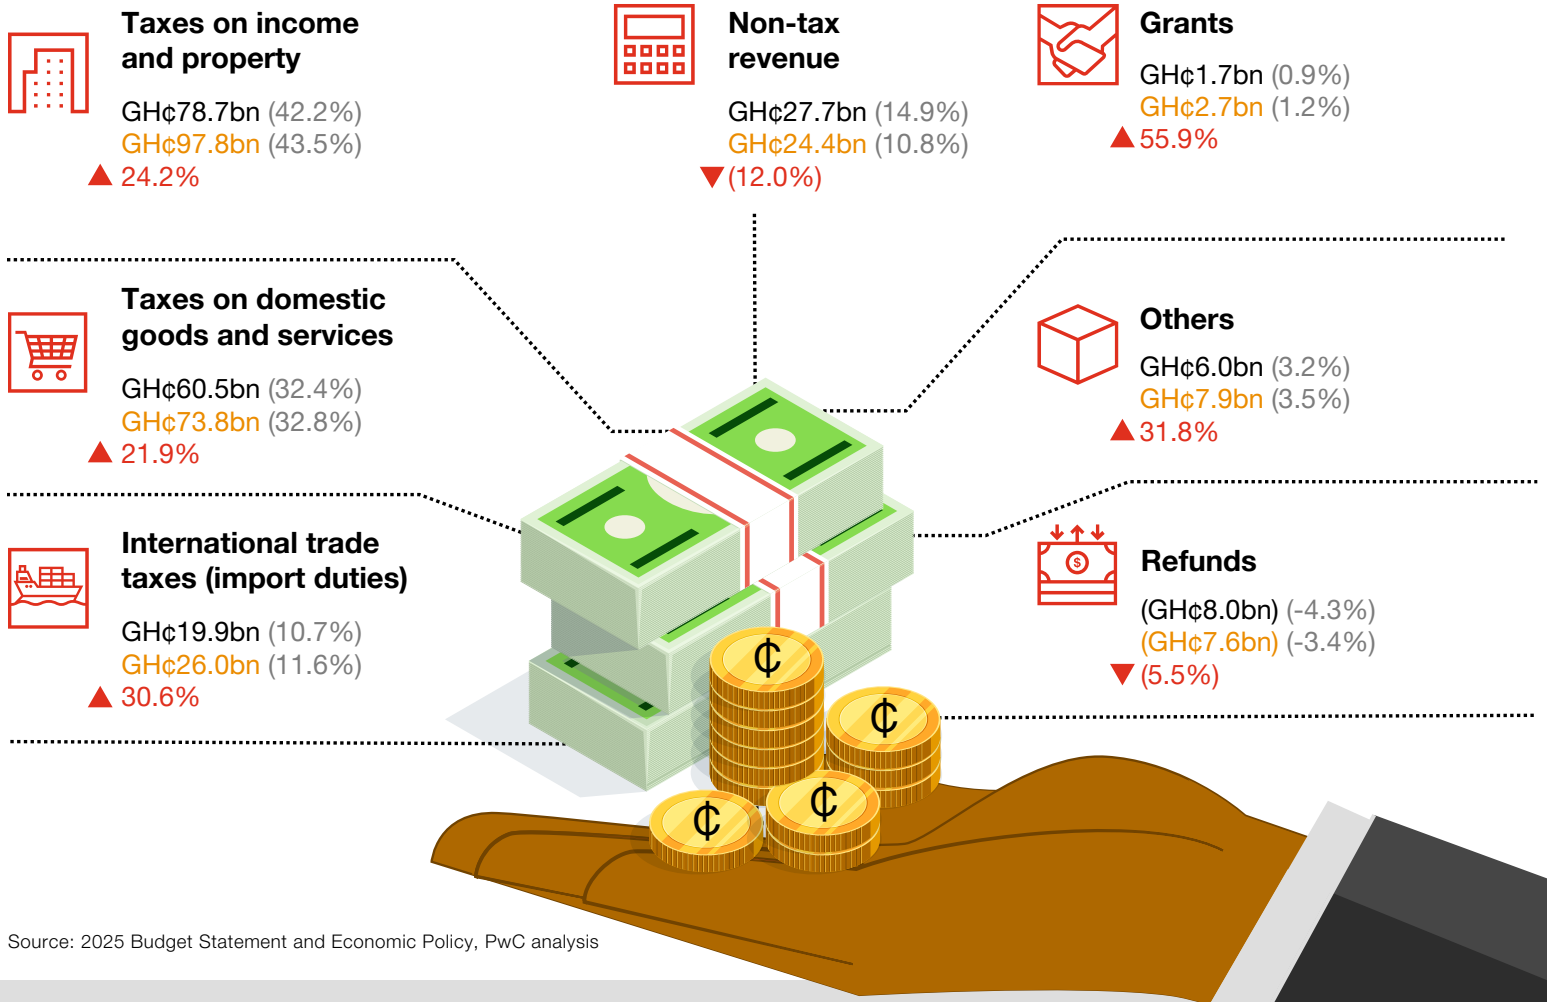 Taxes on income
and property
GH¢78.7bn (42.2%)
GH¢97.8bn (43.5%)
24.2%
Non-tax
revenue
GH¢27.7bn (14.9%)
GH¢24.4bn (10.8%)
(12.0%)
Grants
GH¢1.7bn (0.9%)
GH¢2.7bn (1.2%)
55.9%
Taxes on domestic
goods and services
GH¢60.5bn (32.4%)
GH¢73.8bn (32.8%)
21.9%
Others
GH¢6.0bn (3.2%)
GH¢7.9bn (3.5%)
31.8%
International trade
taxes (import duties)
GH¢19.9bn (10.7%)
GH¢26.0bn (11.6%)
30.6%
$
Refunds
(GH¢8.0bn) (-4.3%)
(GH¢7.6bn) (-3.4%)
(5.5%)
₵
₵
₵
₵
Source: 2025 Budget Statement and Economic Policy, PwC analysis